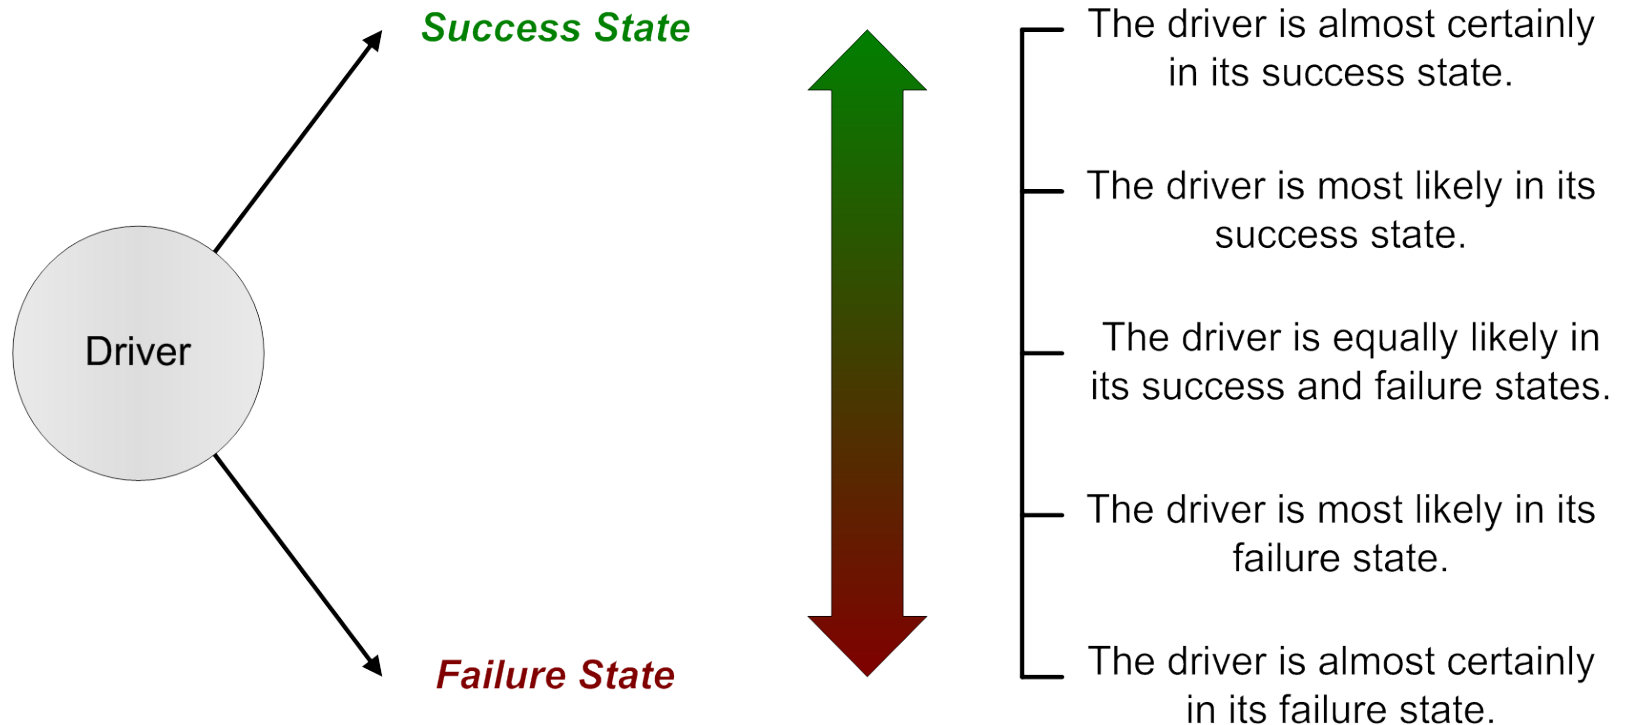 Success State
Driver
Failure State
The driver is almost certainly
in its success state.
The driver is most likely in its
success state.
The driver is equally likely in
its success and failure states.
The driver is most likely in its
failure state.
The driver is almost certainly
in its failure state.